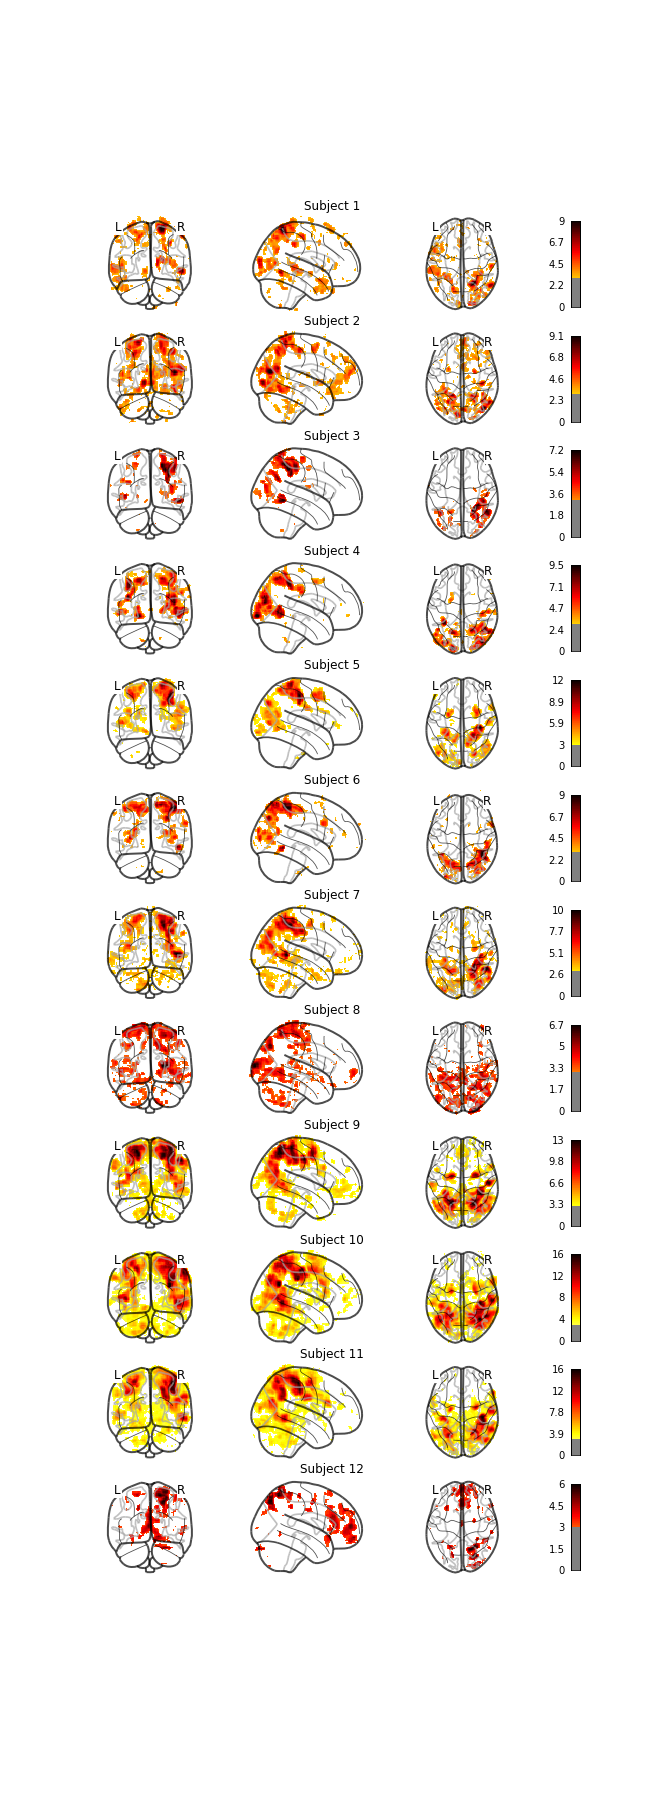 Subject 1
L R L R
9
6.7
4.5
2.2
0
Subject 2
L R L R
9.1
6.8
4.6
2.3
0
Subject 3
L R L R
7.2
5.4
3.6
1.8
0
Subject 4
L R L R
9.5
7.1
4.7
2.4
0
Subject 5
L R L R
12
8.9
5.9
3
0
Subject 6
L R L R
9
6.7
4.5
2.2
0
Subject 7
L R L R
10
7.7
5.1
2.6
0
Subject 8
L R L R
6.7
5
3.3
1.7
0
Subject 9
L R L R
13
9.8
6.6
3.3
0
Subject 10
L R L R
16
12
8
4
0
Subject 11
L R L R
16
12
7.8
3.9
0
Subject 12
L R L R
6
4.5
3
1.5
0